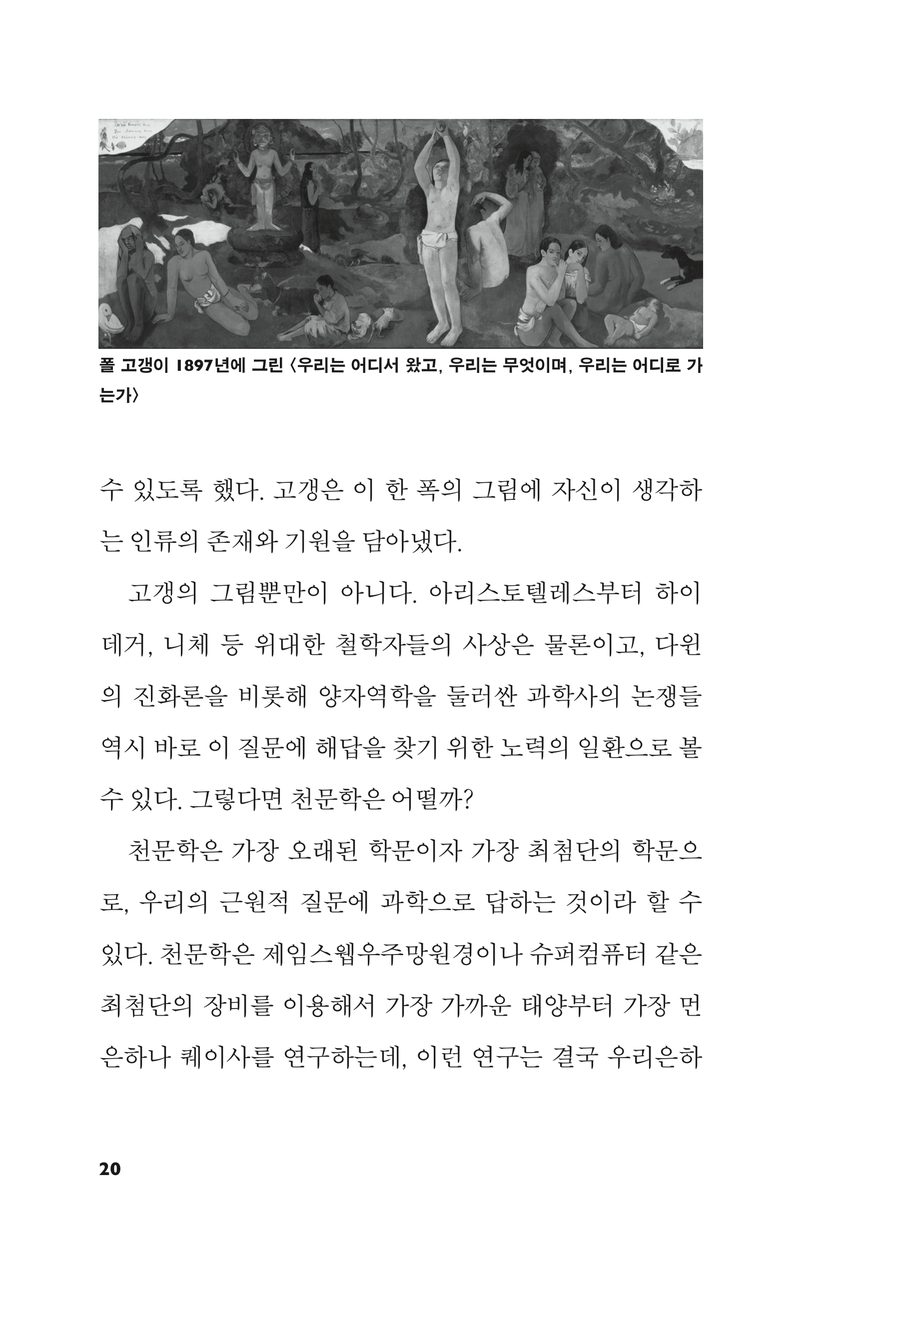 폴 고갱이 1897년에 그린 〈우리는 어디서 왔고, 우리는 무엇이며, 우리는 어디로 가
는가〉
수 있도록 했다. 고갱은 이 한 폭의 그림에 자신이 생각하
는 인류의 존재와 기원을 담아냈다.
고갱의 그림뿐만이 아니다. 아리스토텔레스부터 하이
데거, 니체 등 위대한 철학자들의 사상은 물론이고, 다윈
의 진화론을 비롯해 양자역학을 둘러싼 과학사의 논쟁들
역시 바로 이 질문에 해답을 찾기 위한 노력의 일환으로 볼
수 있다. 그렇다면 천문학은 어떨까?
천문학은 가장 오래된 학문이자 가장 최첨단의 학문으
로, 우리의 근원적 질문에 과학으로 답하는 것이라 할 수
있다. 천문학은 제임스웹우주망원경이나 슈퍼컴퓨터 같은
최첨단의 장비를 이용해서 가장 가까운 태양부터 가장 먼
은하나 퀘이사를 연구하는데, 이런 연구는 결국 우리은하
20